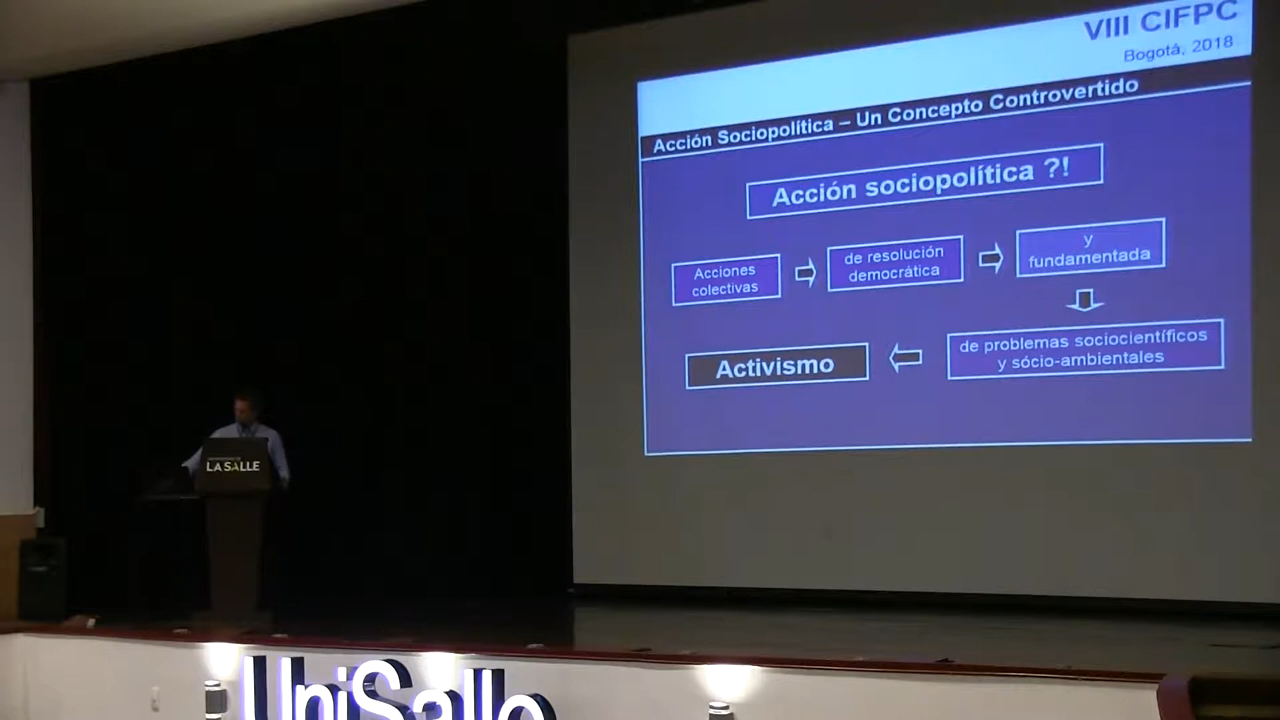 VIII CIFPC
Bogotá, 2018
Acción Sociopolítica – Un Concepto Controvertido
Acción sociopolítica ?!
Acciones
colectivas
de resolución
democrática
y
fundamentada
de problemas sociocientíficos
y sócio-ambientales
Activismo
LA SALLE
UniSalle